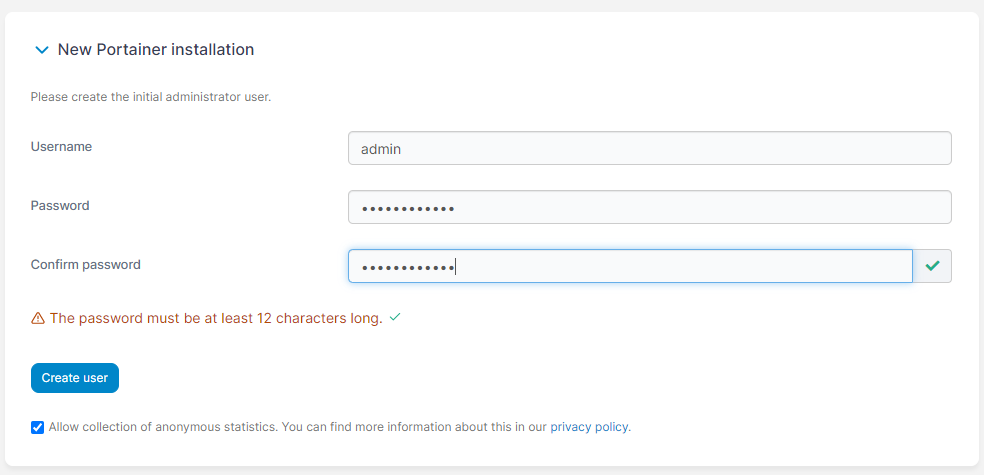 New Portainer installation
Please create the initial administrator user.
Username
admin
Password
••••••••••••
Confirm password
••••••••••••
The password must be at least 12 characters long.
Create user
Allow collection of anonymous statistics. You can find more information about this in our privacy policy.